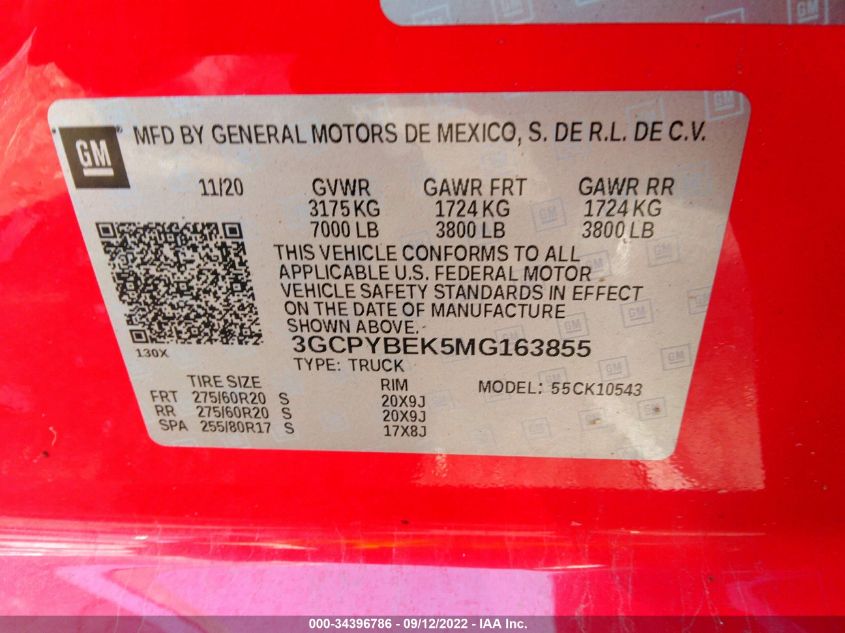 GM
MFD BY GENERAL MOTORS DE MEXICO, S. DE R.L. DE C.V.
11/20 GVWR GAWR FRT GAWR RR
3175 KG 1724 KG 1724 KG
7000 LB 3800 LB 3800 LB
THIS VEHICLE CONFORMS TO ALL
APPLICABLE U.S. FEDERAL MOTOR
VEHICLE SAFETY STANDARDS IN EFFECT
ON THE DATE OF MANUFACTURE
SHOWN ABOVE.
130X
3GCPYBEK5MG163855
TYPE: TRUCK
TIRE SIZE RIM MODEL: 55CK10543
FRT 275/60R20 S 20X9J
RR 275/60R20 S 20X9J
SPA 255/80R17 S 17X8J
000-34396786 - 09/12/2022 - IAA Inc.